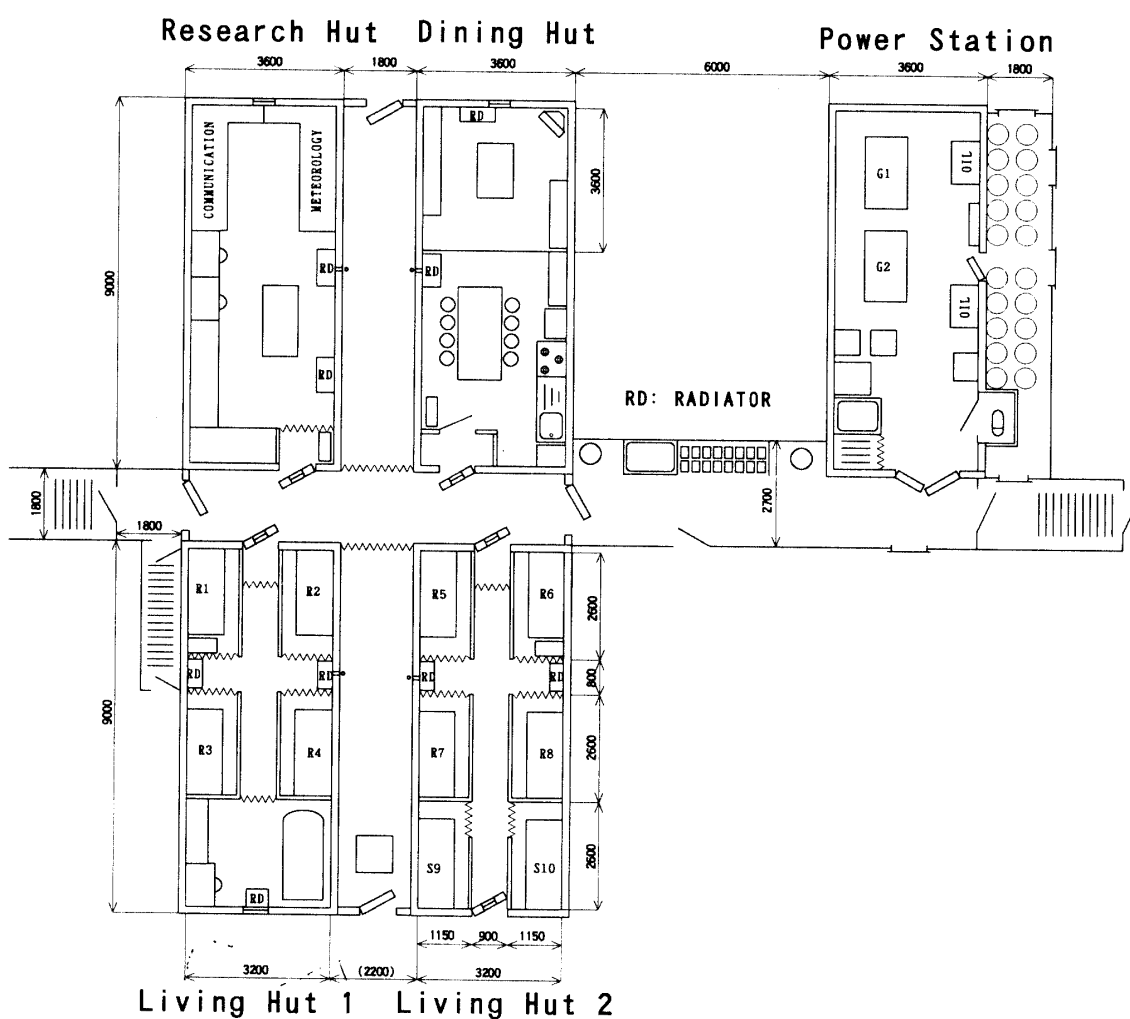 Research Hut Dining Hut Power Station
3600 1800 3600 6000 3600 1800
9000
COMMUNICATION
METEOROLOGY
RD
RD
RD
RD
3600
G1
G2
OIL
OIL
RD: RADIATOR
1800
1800
2700
R1 R2 R5 R6
RD RD RD RD
R3 R4 R7 R8
S9 S10
RD
9000
2600
800
2600
2600
1150 900 1150
3200 (2200) 3200
Living Hut 1 Living Hut 2